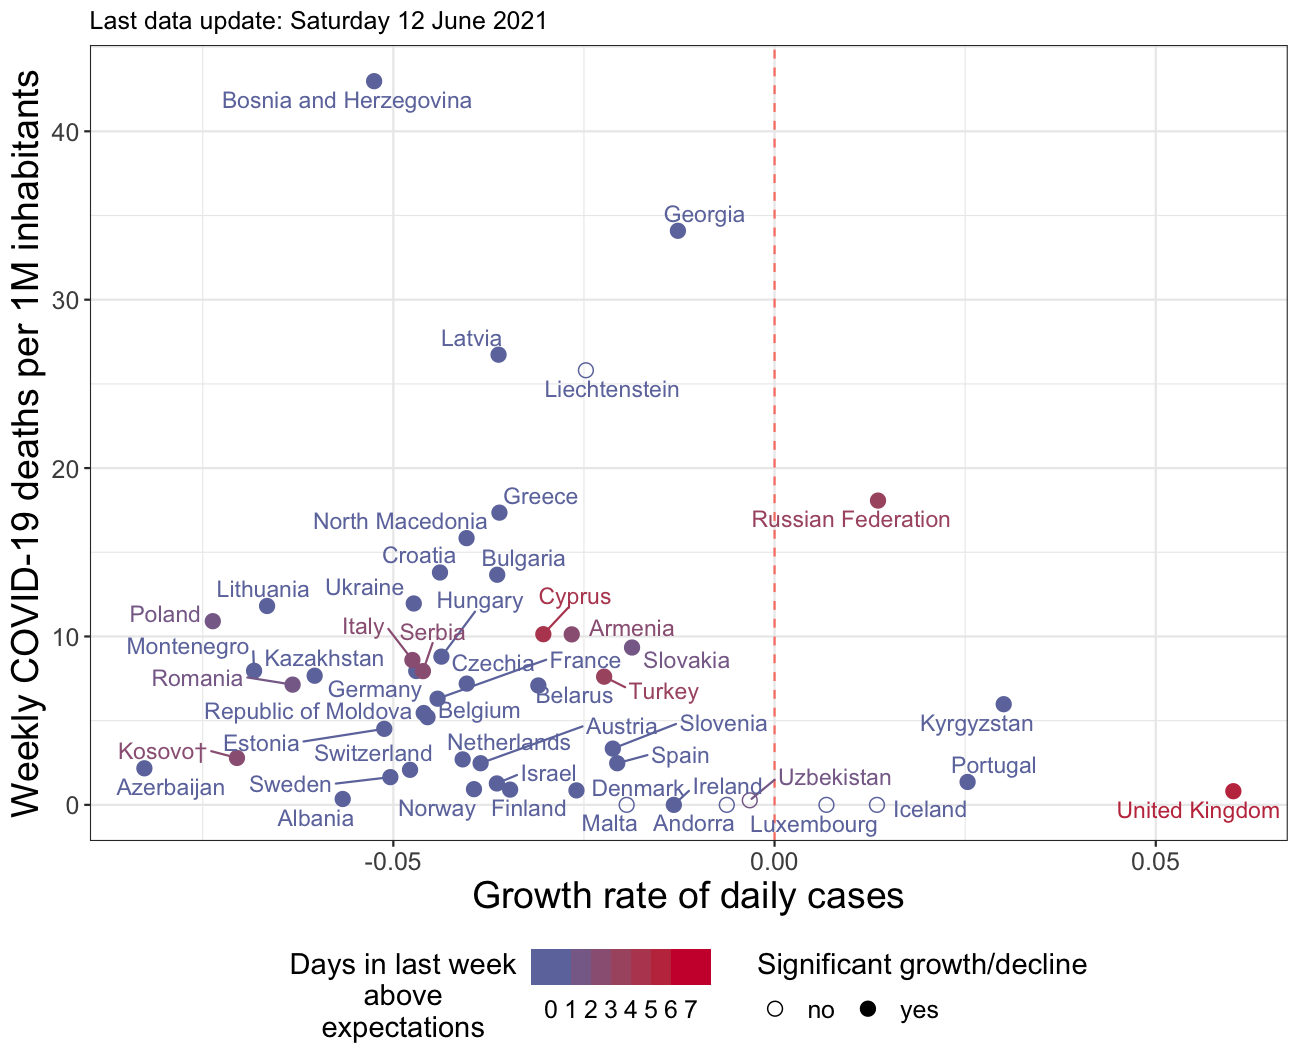 Last data update: Saturday 12 June 2021
Weekly COVID-19 deaths per 1M inhabitants
40
30
20
10
0
Bosnia and Herzegovina
Georgia
Latvia
Liechtenstein
Greece
North Macedonia
Russian Federation
Croatia
Bulgaria
Lithuania
Ukraine
Hungary
Cyprus
Poland
Italy
Serbia
Armenia
Montenegro
Kazakhstan
Czechia
France
Slovakia
Romania
Germany
Belarus
Turkey
Republic of Moldova
Belgium
Austria
Slovenia
Kyrgyzstan
Kosovo†
Estonia
Switzerland
Netherlands
Spain
Portugal
Azerbaijan
Sweden
Israel
Denmark
Ireland
Uzbekistan
Albania
Norway
Finland
Malta
Andorra
Luxembourg
Iceland
United Kingdom
-0.05
0.00
0.05
Growth rate of daily cases
Days in last week
above
expectations
0 1 2 3 4 5 6 7
Significant growth/decline
no
yes